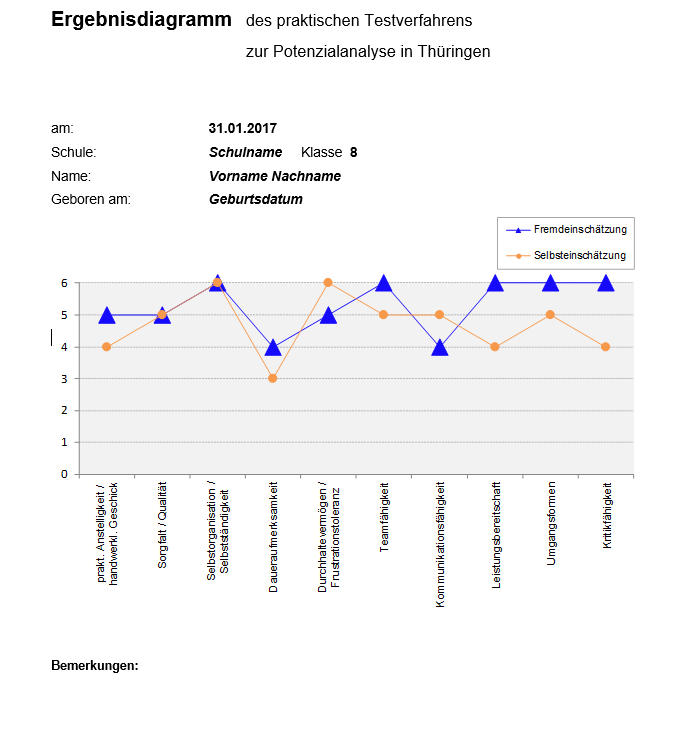 Ergebnisdiagramm des praktischen Testverfahrens
zur Potenzialanalyse in Thüringen
am: 31.01.2017
Schule: Schulname Klasse 8
Name: Vorname Nachname
Geboren am: Geburtsdatum
Fremdeinschätzung
Selbsteinschätzung
6
5
4
3
2
1
0
prakt. Anstelligkeit /
handwerkl. Geschick
Sorgfalt / Qualität
Selbstorganisation /
Selbstständigkeit
Daueraufmerksamkeit
Durchhaltevermögen /
Frustrationstoleranz
Teamfähigkeit
Kommunikationsfähigkeit
Leistungsbereitschaft
Umgangsformen
Kritikfähigkeit
Bemerkungen: